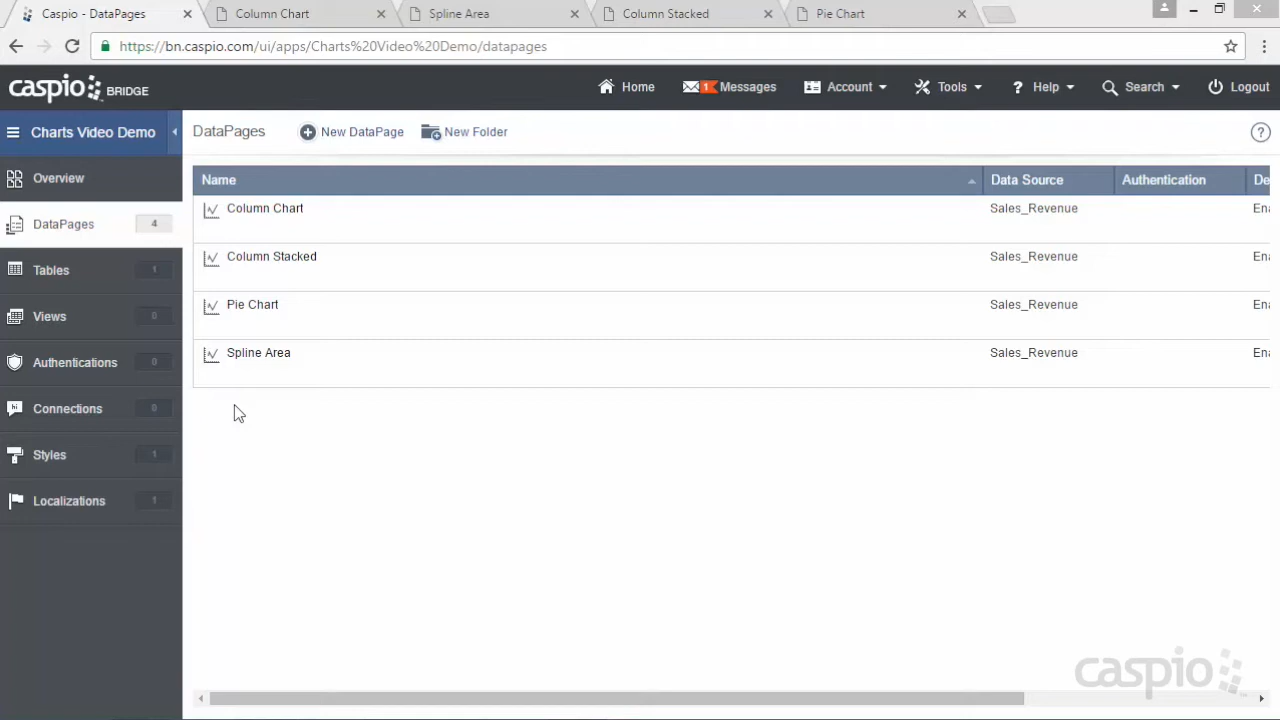 Caspio - DataPages
Column Chart
Spline Area
Column Stacked
Pie Chart
https://bn.caspio.com/ui/apps/Charts%20Video%20Demo/datapages
caspio BRIDGE
Home
1 Messages
Account
Tools
? Help
Search
Logout
Charts Video Demo
DataPages
New DataPage
New Folder
?
Overview
DataPages 4
Tables 1
Views 0
Authentications 0
hi Connections 0
Styles 1
Localizations 1
Name Data Source Authentication De
Column Chart Sales_Revenue Ena
Column Stacked Sales_Revenue Ena
Pie Chart Sales_Revenue Ena
Spline Area Sales_Revenue Ena
caspio